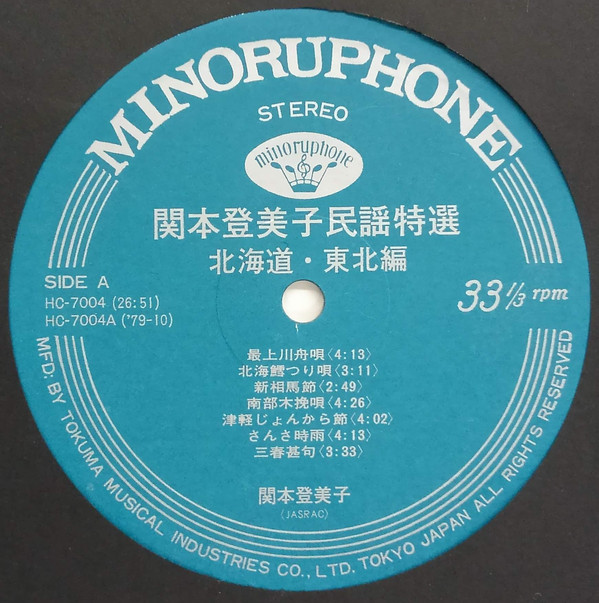 MINORUPHONE
STEREO
minoruphone
関本登美子民謡特選
北海道・東北編
SIDE A
HC-7004 (26:51)
HC-7004A ('79-10)
33 1/3 rpm
最上川舟唄〈4:13〉
北海鱈つり唄〈3:11〉
新相馬節〈2:49〉
南部木挽唄〈4:26〉
津軽じょんから節〈4:02〉
さんさ時雨〈4:13〉
三春甚句〈3:33〉
関本登美子
(JASRAC)
MFD: BY TOKUMA MUSICAL INDUSTRIES CO., LTD. TOKYO JAPAN ALL RIGHTS RESERVED